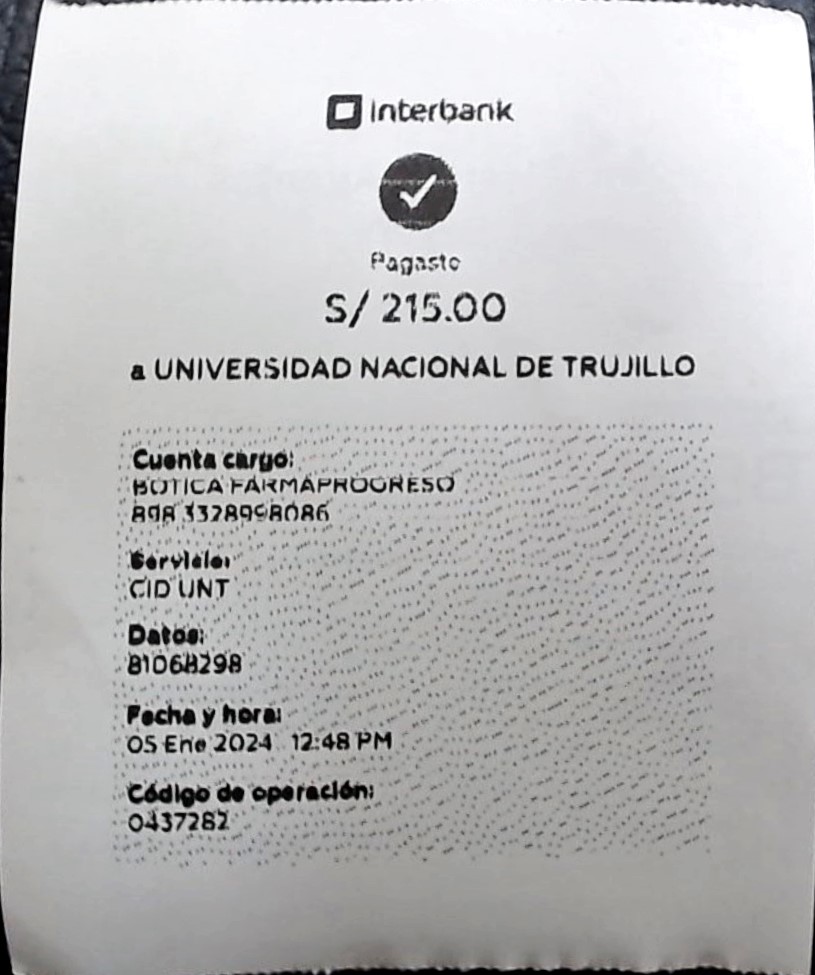 interbank
Pagaste
S/ 215.00
a UNIVERSIDAD NACIONAL DE TRUJILLO
Cuenta cargo:
BOTICA FARMAPROGRESO
898 3328998086
Servicio:
CID UNT
Datos:
81068298
Fecha y hora:
05 Ene 2024 12:48 PM
Código de operación:
0437282